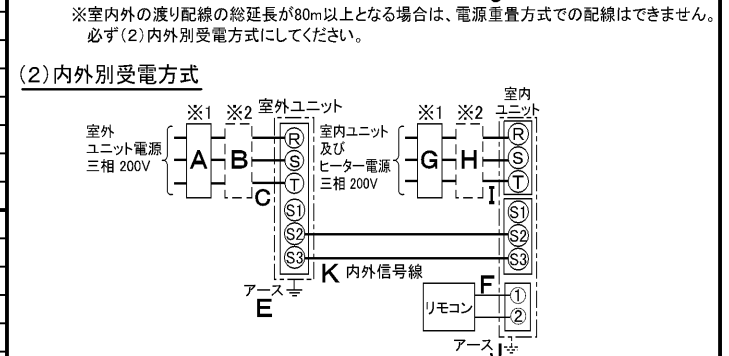 ※室内外の渡り配線の総延長が80m以上となる場合は、電源重畳方式での配線はできません。
必ず(2)内外別受電方式にしてください。
(2)内外別受電方式
※1 ※2 室外ユニット
室外
ユニット電源
三相 200V
A B C
R
S
T
S1
S2
S3
アース
E
※1 ※2 室内
ユニット
室内ユニット
及び
ヒーター電源
三相 200V
G H I
R
S
T
S1
S2
S3
K 内外信号線
リモコン
F
①
②
アース J